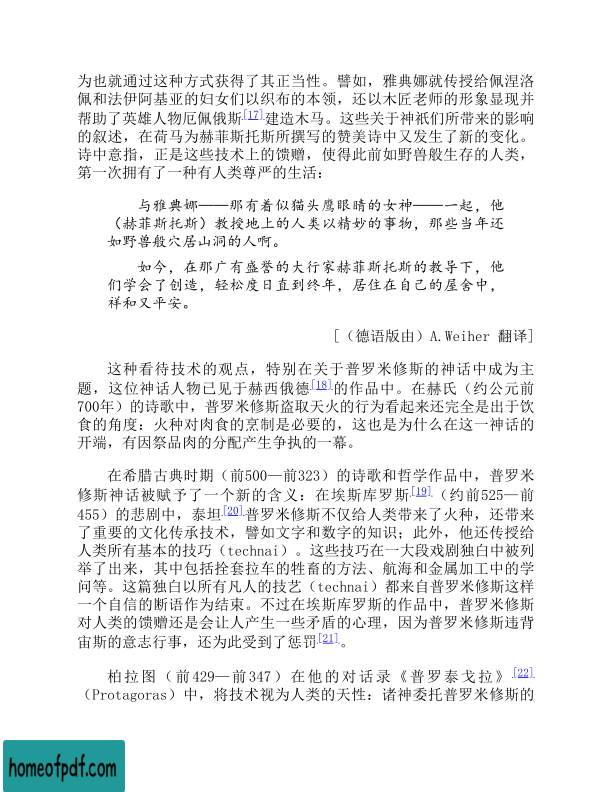 为也就通过这种方式获得了其正当性。譬如，雅典娜就传授给佩涅洛
佩和法伊阿基亚的妇女们以织布的本领，还以木匠老师的形象显现并
帮助了英雄人物厄佩俄斯[17]建造木马。这些关于神祇们所带来的影响
的叙述，在荷马为赫菲斯托斯所撰写的赞美诗中又发生了新的变化。
诗中意指，正是这些技术上的馈赠，使得此前如野兽般生存的人类，
第一次拥有了一种有人类尊严的生活：
与雅典娜——那有着似猫头鹰眼睛的女神——一起，他
（赫菲斯托斯）教授地上的人类以精妙的事物，那些当年还
如野兽般穴居山洞的人啊。
如今，在那广有盛誉的大行家赫菲斯托斯的教导下，他
们学会了创造，轻松度日直到终年，居住在自己的屋舍中，
祥和又平安。
[（德语版由）A.Weiher 翻译]
这种看待技术的观点，特别在关于普罗米修斯的神话中成为主
题，这位神话人物已见于赫西俄德[18]的作品中。在赫氏（约公元前
700年）的诗歌中，普罗米修斯盗取天火的行为看起来还完全是出于饮
食的角度：火种对肉食的烹制是必要的，这也是为什么在这一神话的
开端，有因祭品肉的分配产生争执的一幕。
在希腊古典时期（前500—前323）的诗歌和哲学作品中，普罗米
修斯神话被赋予了一个新的含义：在埃斯库罗斯[19]（约前525—前
455）的悲剧中，泰坦[20]普罗米修斯不仅给人类带来了火种，还带来
了重要的文化传承技术，譬如文字和数字的知识；此外，他还传授给
人类所有基本的技巧（technai）。这些技巧在一大段戏剧独白中被列
举了出来，其中包括拴套拉车的牲畜的方法、航海和金属加工中的学
问等。这篇独白以所有凡人的技艺（technai）都来自普罗米修斯这样
一个自信的断语作为结束。不过在埃斯库罗斯的作品中，普罗米修斯
对人类的馈赠还是会让人产生一些矛盾的心理，因为普罗米修斯违背
宙斯的意志行事，还为此受到了惩罚[21]。
柏拉图（前429—前347）在他的对话录《普罗泰戈拉》[22]
（Protagoras）中，将技术视为人类的天性：诸神委托普罗米修斯的
homeofpdf.com